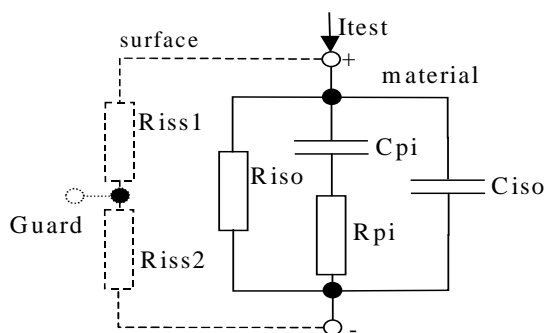 Itest
surface
+
material
Riss1
Cpi
Riso
Ciso
Guard
Rpi
Riss2
-